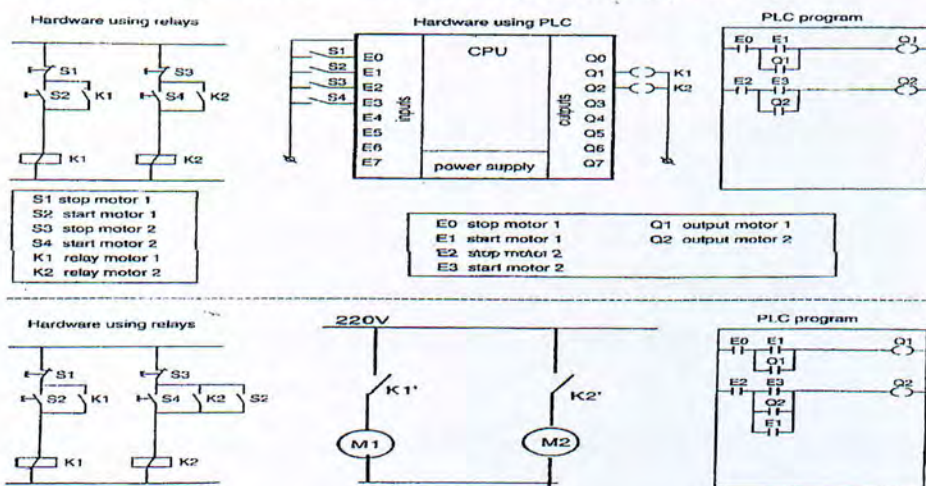 Hardware using relays
Hardware using PLC
PLC program
S1
S3
S2
K1
S4
K2
K1
K2
S1
S2
S3
S4
E0
E1
E2
E3
E4
E5
E6
E7
inputs
CPU
power supply
outputs
Q0
Q1
Q2
Q3
Q4
Q5
Q6
Q7
K1
K2
E0
E1
Q1
Q1
E2
E3
Q2
Q2
S1 stop motor 1
S2 start motor 1
S3 stop motor 2
S4 start motor 2
K1 relay motor 1
K2 relay motor 2
E0 stop motor 1
E1 start motor 1
E2 stop motor 2
E3 start motor 2
Q1 output motor 1
Q2 output motor 2
Hardware using relays
220V
PLC program
S1
S3
S2
K1
S4
K2
S2
K1
K2
K1'
K2'
M1
M2
E0
E1
Q1
Q1
E2
E3
Q2
Q2
E1